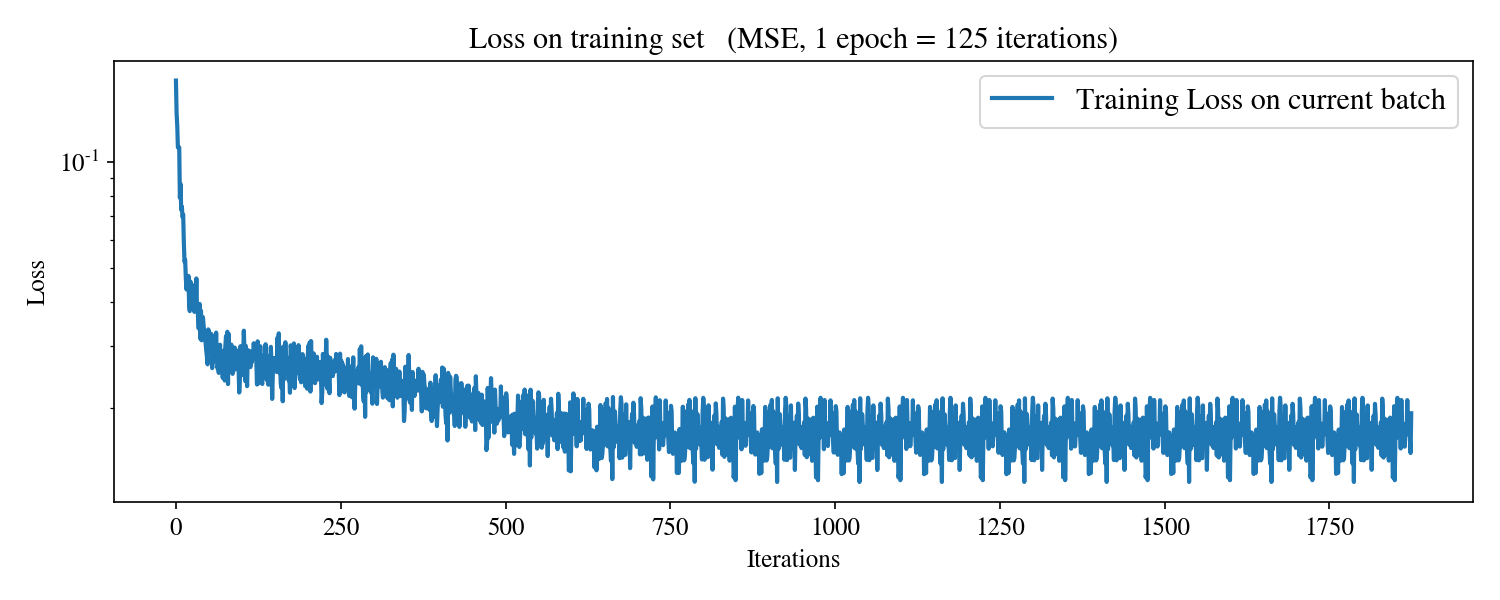 Loss on training set (MSE, 1 epoch = 125 iterations)
Training Loss on current batch
10-1
Loss
0 250 500 750 1000 1250 1500 1750
Iterations